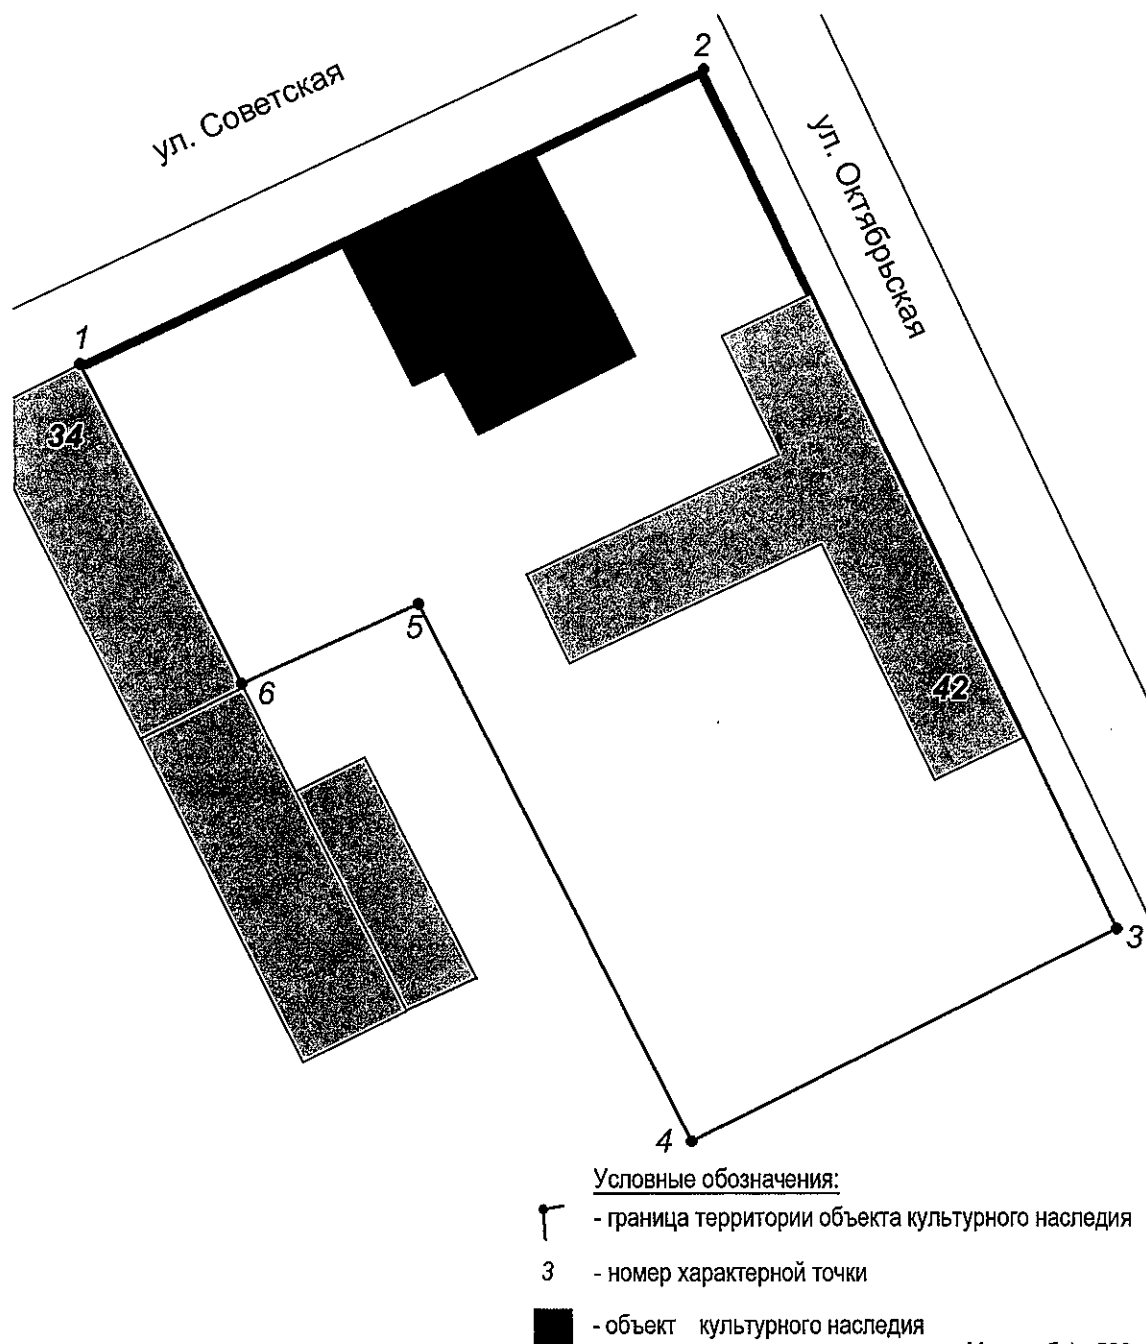 2
ул. Советская
ул. Октябрьская
1
34
5
6
42
3
4
Условные обозначения:
- граница территории объекта культурного наследия
3 - номер характерной точки
- объект культурного наследия